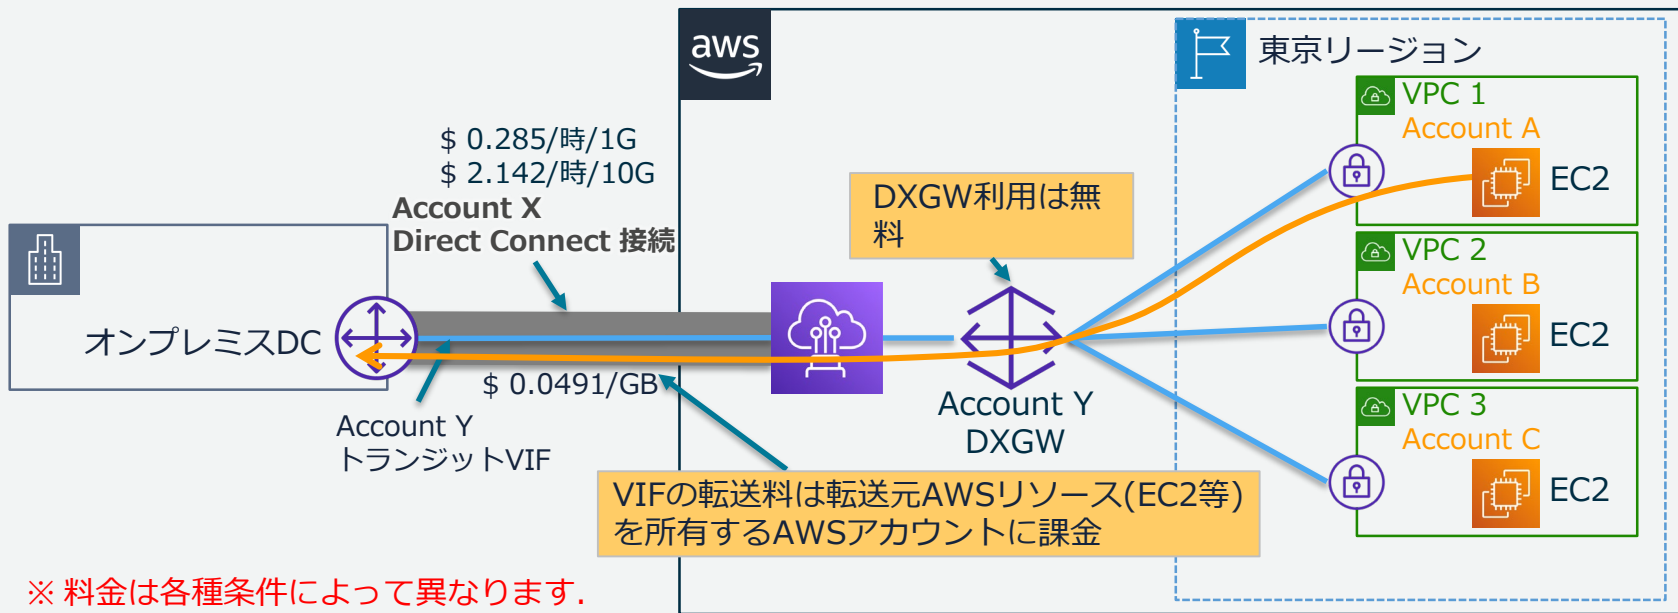 aws
東京リージョン
VPC 1
Account A
EC2
$ 0.285/時/1G
$ 2.142/時/10G
Account X
Direct Connect 接続
DXGW利用は無
料
VPC 2
Account B
EC2
オンプレミスDC
$ 0.0491/GB
Account Y
トランジットVIF
Account Y
DXGW
VPC 3
Account C
EC2
VIFの転送料は転送元AWSリソース(EC2等)
を所有するAWSアカウントに課金
※ 料金は各種条件によって異なります.